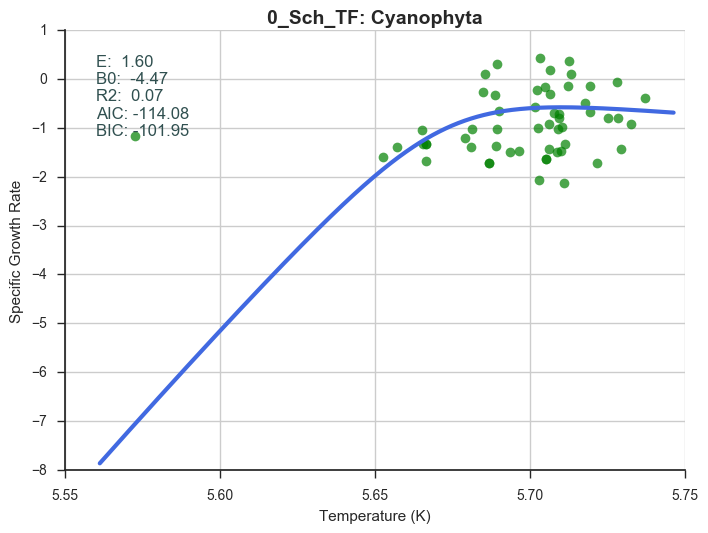 0_Sch_TF: Cyanophyta
E:  1.60
B0:  -4.47
R2:  0.07
AIC: -114.08
BIC: -101.95
Specific Growth Rate
1
0
−1
−2
−3
−4
−5
−6
−7
−8
5.55 5.60 5.65 5.70 5.75
Temperature (K)